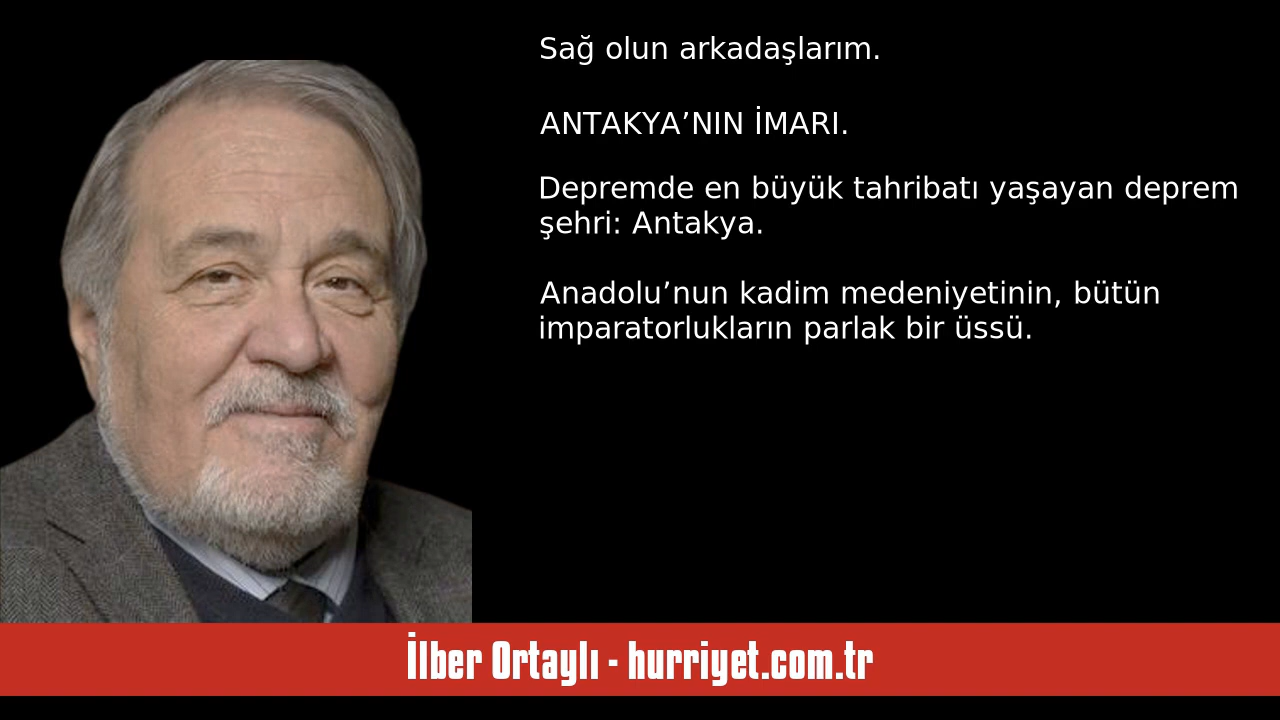 Sağ olun arkadaşlarım.
ANTAKYA’NIN İMARI.
Depremde en büyük tahribatı yaşayan deprem
şehri: Antakya.
Anadolu’nun kadim medeniyetinin, bütün
imparatorlukların parlak bir üssü.
İlber Ortaylı - hurriyet.com.tr